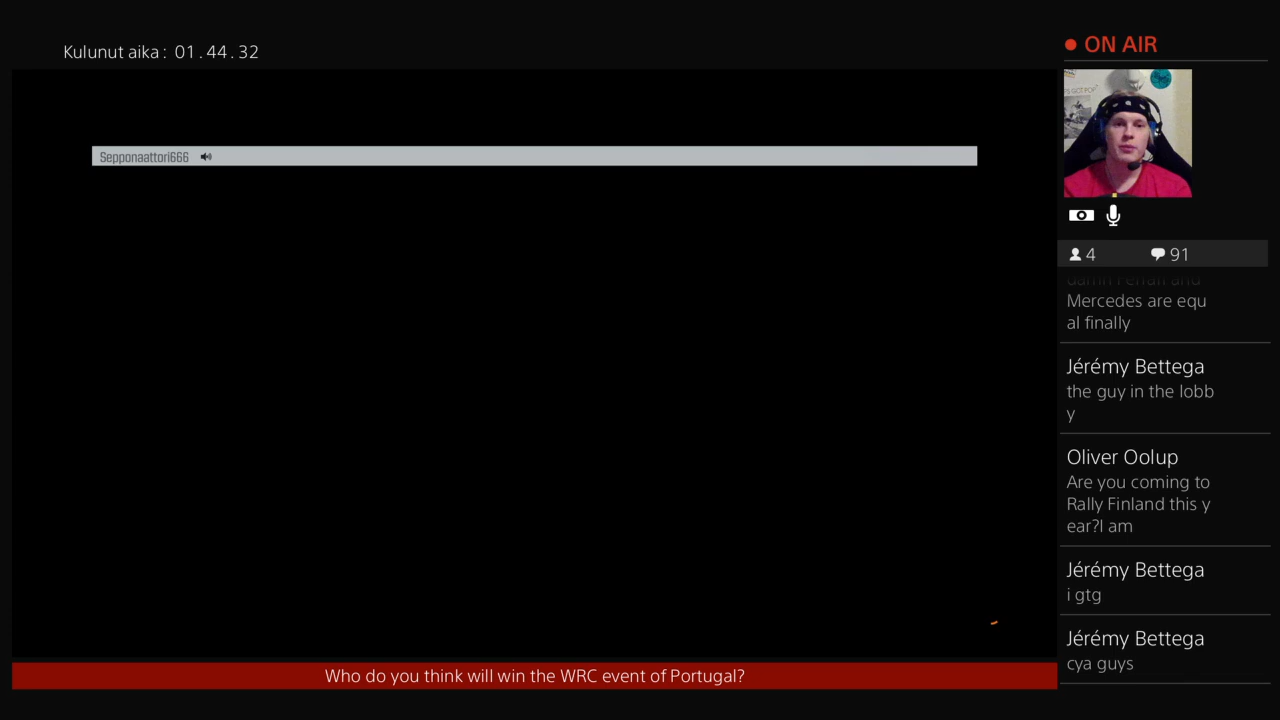 Kulunut aika : 01 . 44 . 32
ON AIR
Sepponaattori666
4 91
Mercedes are equ
al finally
Jérémy Bettega
the guy in the lobb
y
Oliver Oolup
Are you coming to
Rally Finland this y
ear?I am
Jérémy Bettega
i gtg
Jérémy Bettega
cya guys
Who do you think will win the WRC event of Portugal?